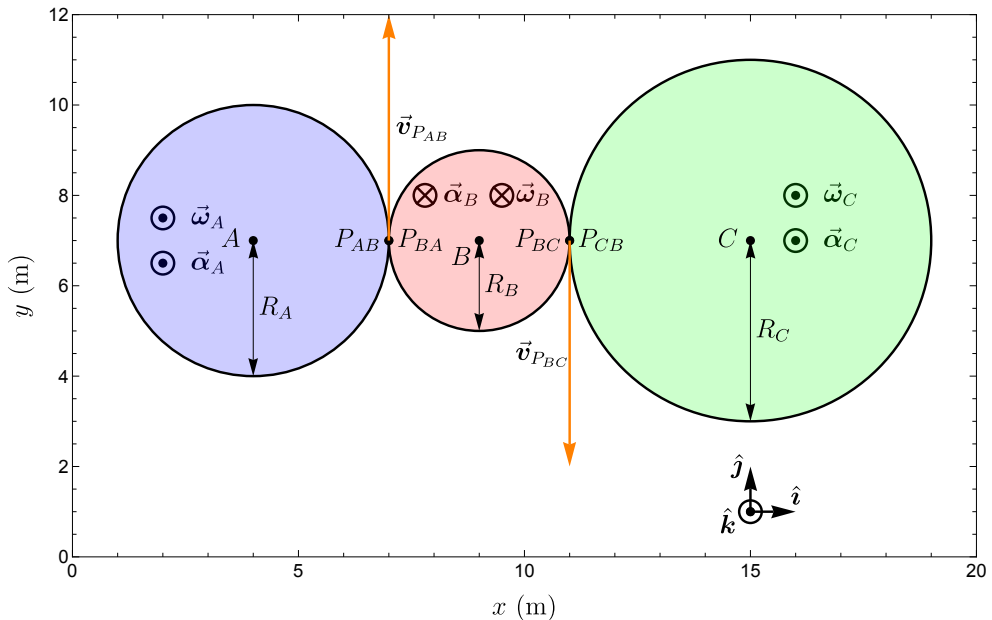 12
10
8
6
4
2
0
0
5
10
15
20
y (m)
x (m)
v⃗_{P_{AB}}
ω⃗_A
α⃗_A
A
R_A
P_{AB}
P_{BA}
α⃗_B
ω⃗_B
B
R_B
P_{BC}
P_{CB}
v⃗_{P_{BC}}
ω⃗_C
α⃗_C
C
R_C
ĵ
î
k̂